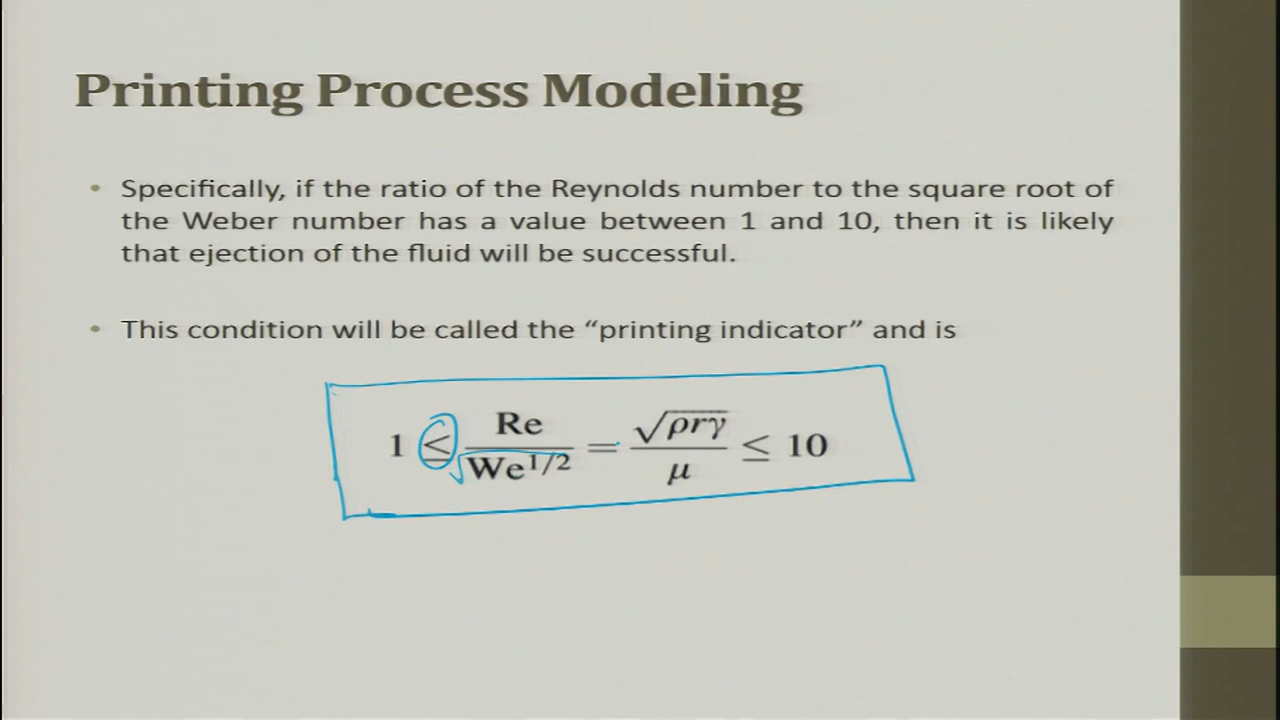 Printing Process Modeling
• Specifically, if the ratio of the Reynolds number to the square root of
the Weber number has a value between 1 and 10, then it is likely
that ejection of the fluid will be successful.
• This condition will be called the “printing indicator” and is
1 ≤ Re/We^1/2 = √ργγ/μ ≤ 10